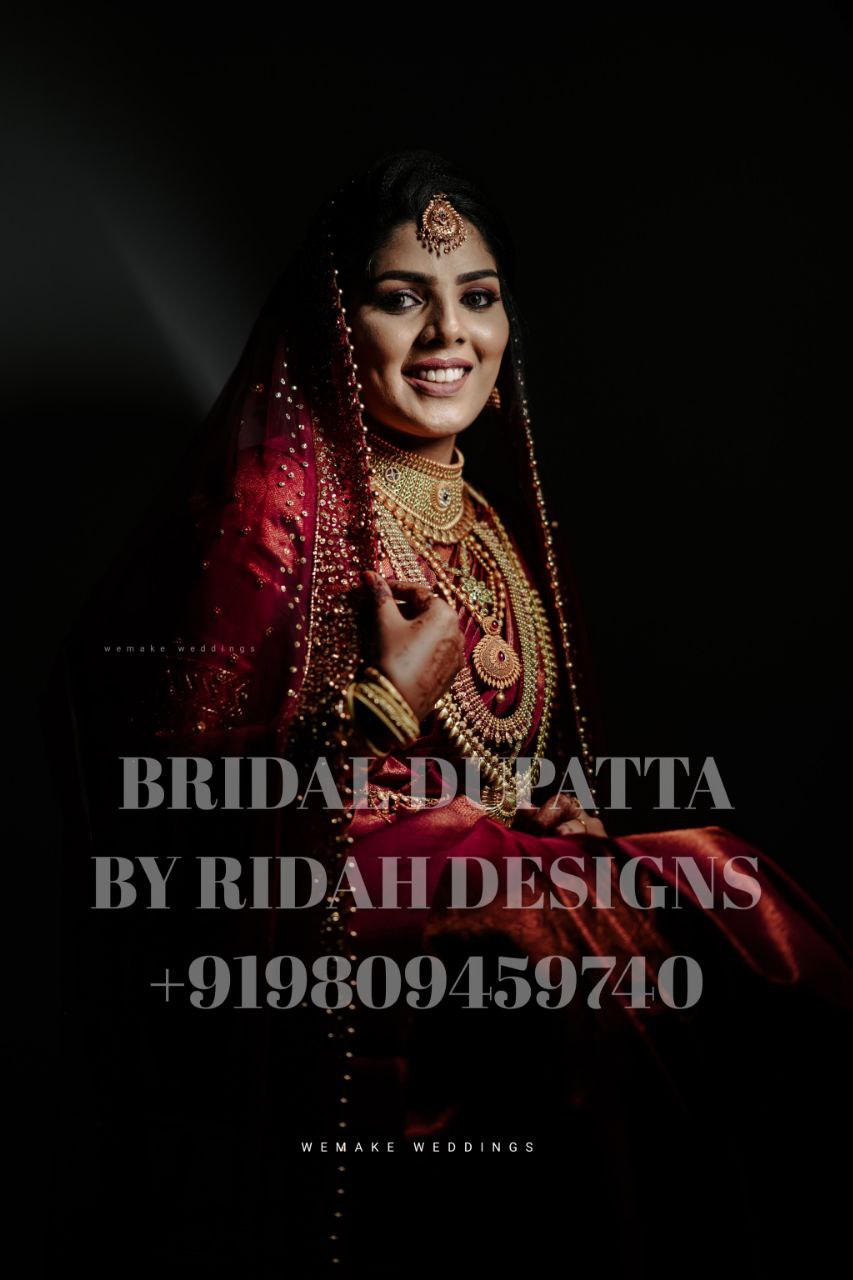 wemake weddings
BRIDAL DUPATTA
BY RIDAH DESIGNS
+919809459740
WEMAKE WEDDINGS